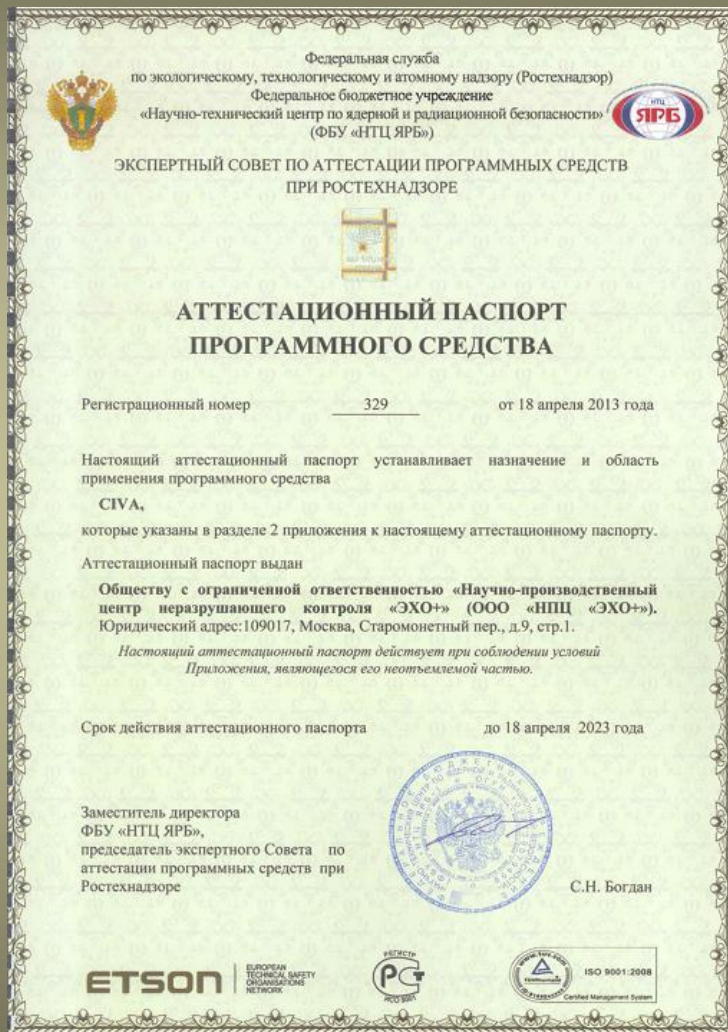 Федеральная служба
по экологическому, технологическому и атомному надзору (Ростехнадзор)
Федеральное бюджетное учреждение
«Научно-технический центр по ядерной и радиационной безопасности»
(ФБУ «НТЦ ЯРБ»)
НТЦ
ЯРБ
ЭКСПЕРТНЫЙ СОВЕТ ПО АТТЕСТАЦИИ ПРОГРАММНЫХ СРЕДСТВ
ПРИ РОСТЕХНАДЗОРЕ
АТТЕСТАЦИОННЫЙ ПАСПОРТ
ПРОГРАММНОГО СРЕДСТВА
Регистрационный номер 329 от 18 апреля 2013 года
Настоящий аттестационный паспорт устанавливает назначение и область
применения программного средства
CIVA,
которые указаны в разделе 2 приложения к настоящему аттестационному паспорту.
Аттестационный паспорт выдан
Обществу с ограниченной ответственностью «Научно-производственный
центр неразрушающего контроля «ЭХО+» (ООО «НПЦ «ЭХО+»).
Юридический адрес:109017, Москва, Старомонетный пер., д.9, стр.1.
Настоящий аттестационный паспорт действует при соблюдении условий
Приложения, являющегося его неотъемлемой частью.
Срок действия аттестационного паспорта до 18 апреля 2023 года
Заместитель директора
ФБУ «НТЦ ЯРБ»,
председатель экспертного Совета по
аттестации программных средств при
Ростехнадзоре
С.Н. Богдан
ETSON
EUROPEAN
TECHNICAL SAFETY
ORGANISATIONS
NETWORK
РЕГИСТР
РСТ
ИСО 9001
www.tuv.com
ISO 9001:2008
Certified Management System